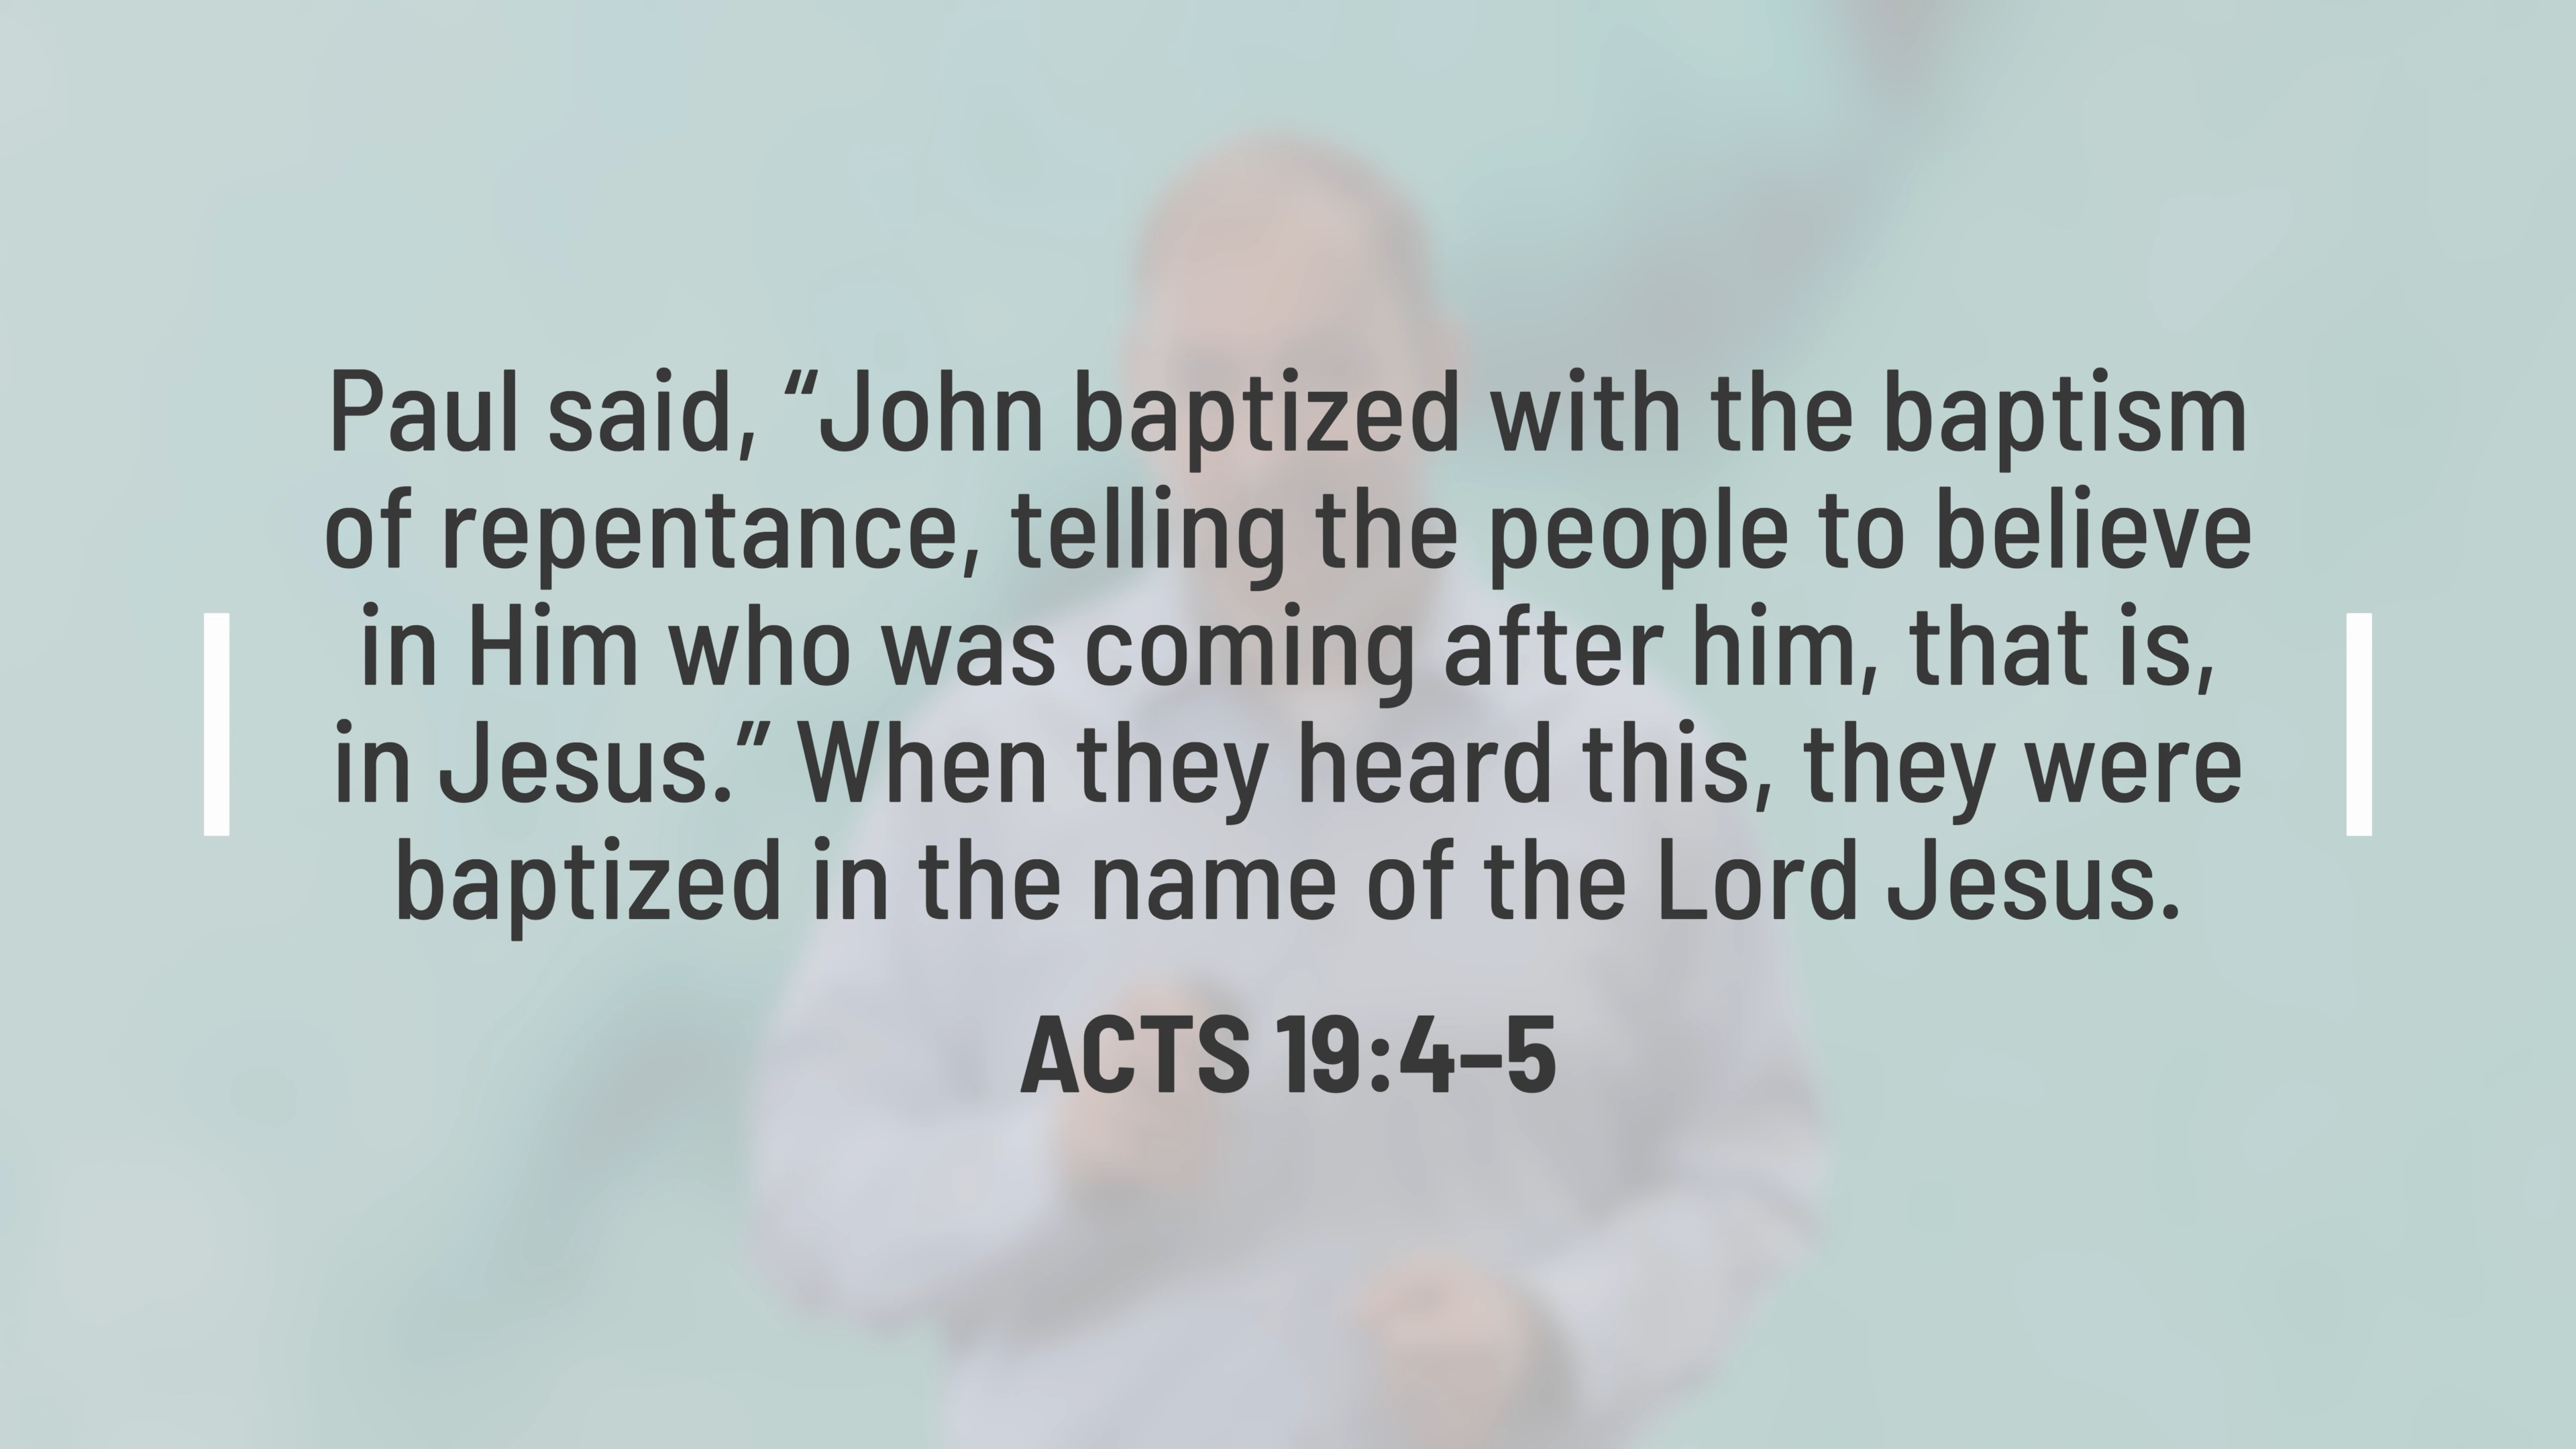 Paul said, “John baptized with the baptism
of repentance, telling the people to believe
in Him who was coming after him, that is,
in Jesus.” When they heard this, they were
baptized in the name of the Lord Jesus.
ACTS 19:4–5